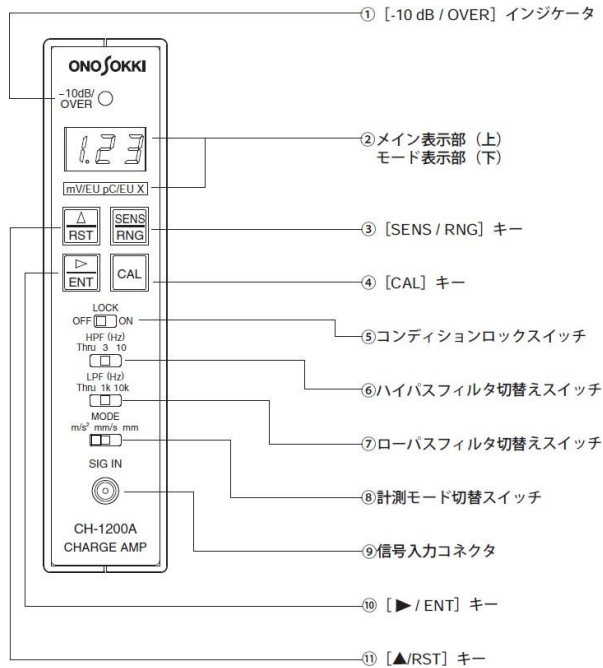 ① [-10 dB / OVER] インジケータ
ONOSOKKI
-10dB/
OVER
1.23
②メイン表示部（上）
モード表示部（下）
mV/EU pC/EU X
△
RST
SENS
RNG
③ [SENS / RNG] キー
▷
ENT
CAL
④ [CAL] キー
LOCK
OFF ON
⑤コンディションロックスイッチ
HPF (Hz)
Thru 3 10
⑥ハイパスフィルタ切替えスイッチ
LPF (Hz)
Thru 1k 10k
⑦ローパスフィルタ切替えスイッチ
MODE
m/s² mm/s mm
⑧計測モード切替スイッチ
SIG IN
CH-1200A
CHARGE AMP
⑨信号入力コネクタ
⑩ [ ▶ / ENT] キー
⑪ [▲/RST] キー